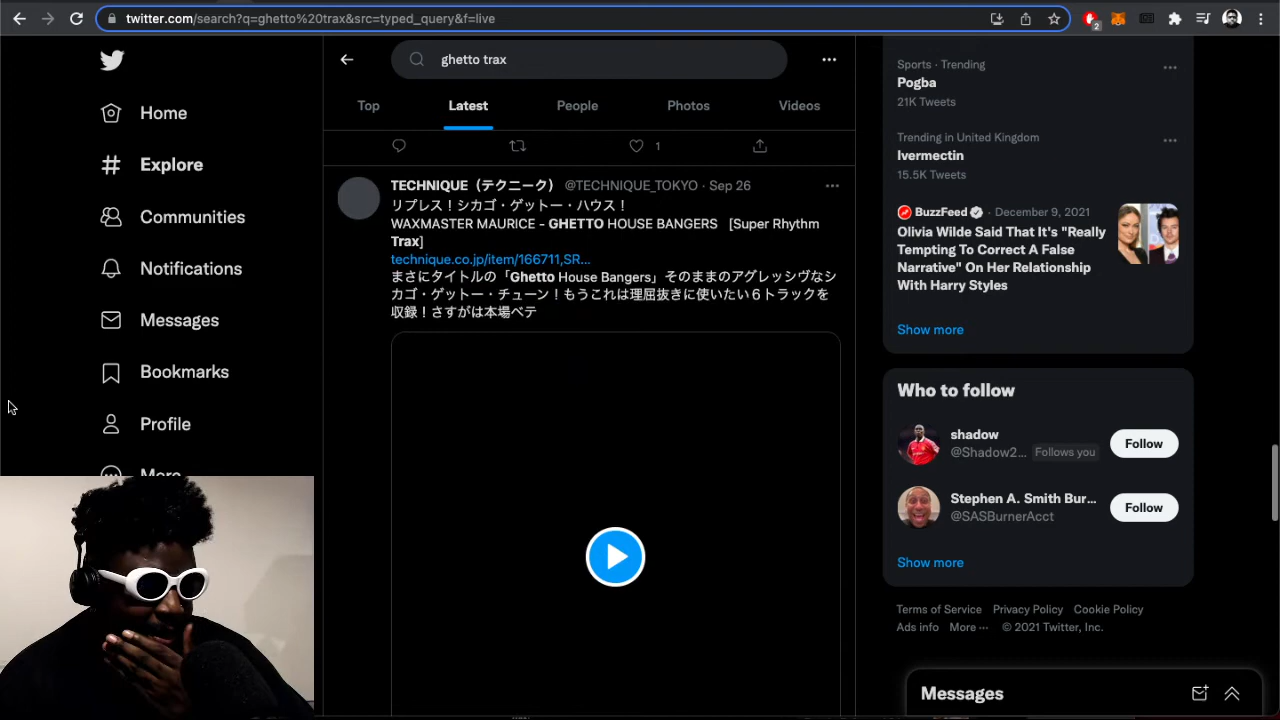 twitter.com/search?q=ghetto%20trax&src=typed_query&f=live
2
Home
Explore
Communities
Notifications
Messages
Bookmarks
Profile
More
ghetto trax
Top
Latest
People
Photos
Videos
1
TECHNIQUE（テクニーク） @TECHNIQUE_TOKYO · Sep 26
リプレス！シカゴ・ゲットー・ハウス！
WAXMASTER MAURICE - GHETTO HOUSE BANGERS [Super Rhythm
Trax]
technique.co.jp/item/166711,SR...
まさにタイトルの「Ghetto House Bangers」そのままのアグレッシヴなシ
カゴ・ゲットー・チューン！もうこれは理屈抜きに使いたい６トラックを
収録！さすがは本場ベテ
Sports · Trending
Pogba
21K Tweets
Trending in United Kingdom
Ivermectin
15.5K Tweets
BuzzFeed · December 9, 2021
Olivia Wilde Said That It's "Really
Tempting To Correct A False
Narrative" On Her Relationship
With Harry Styles
Show more
Who to follow
shadow
@Shadow2... Follows you
Follow
Stephen A. Smith Bur...
@SASBurnerAcct
Follow
Show more
Terms of Service Privacy Policy Cookie Policy
Ads info More ··· © 2021 Twitter, Inc.
Messages